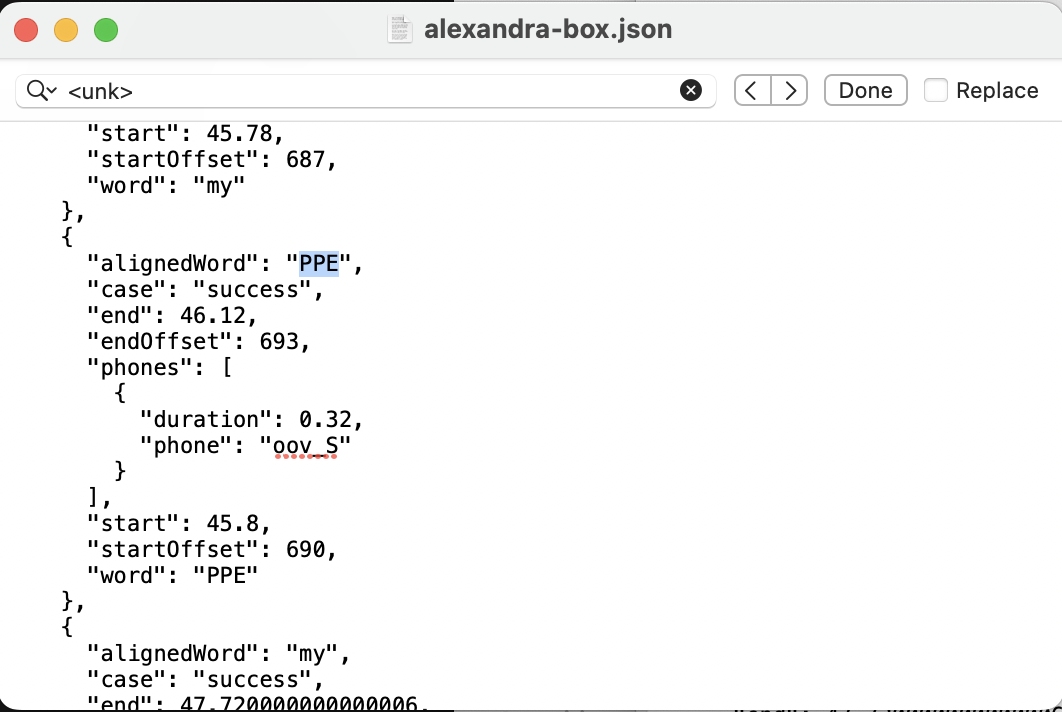 alexandra-box.json
<unk>
Done
Replace
"start": 45.78,
"startOffset": 687,
"word": "my"
},
{
"alignedWord": "PPE",
"case": "success",
"end": 46.12,
"endOffset": 693,
"phones": [
{
"duration": 0.32,
"phone": "oov_S"
}
],
"start": 45.8,
"startOffset": 690,
"word": "PPE"
},
{
"alignedWord": "my",
"case": "success",
"end": 47.720000000000006,